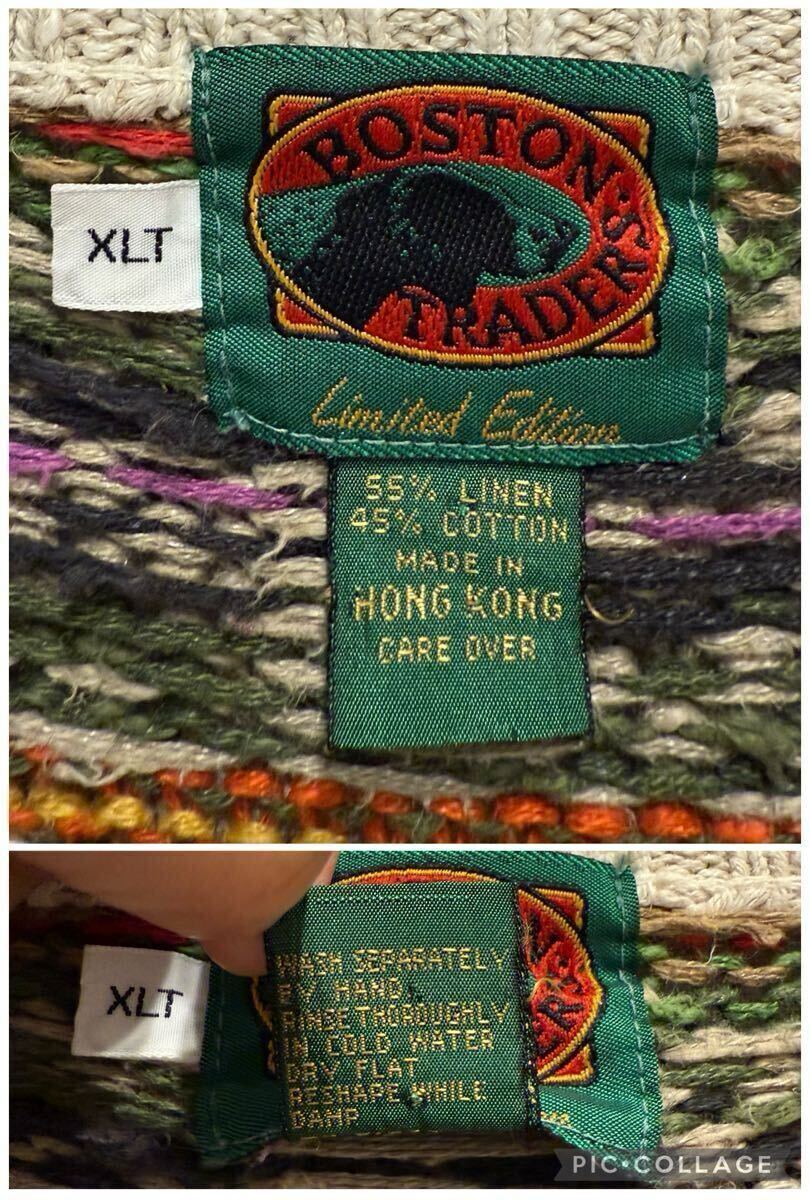 BOSTON
TRADERS
XLT
Limited Edition
55% LINEN
45% COTTON
MADE IN
HONG KONG
CARE OVER
WASH SEPARATELY
BY HAND
RINSE THOROUGHLY
IN COLD WATER
DRY FLAT
RESHAPE WHILE
DAMP
XLT
PIC•COLLAGE